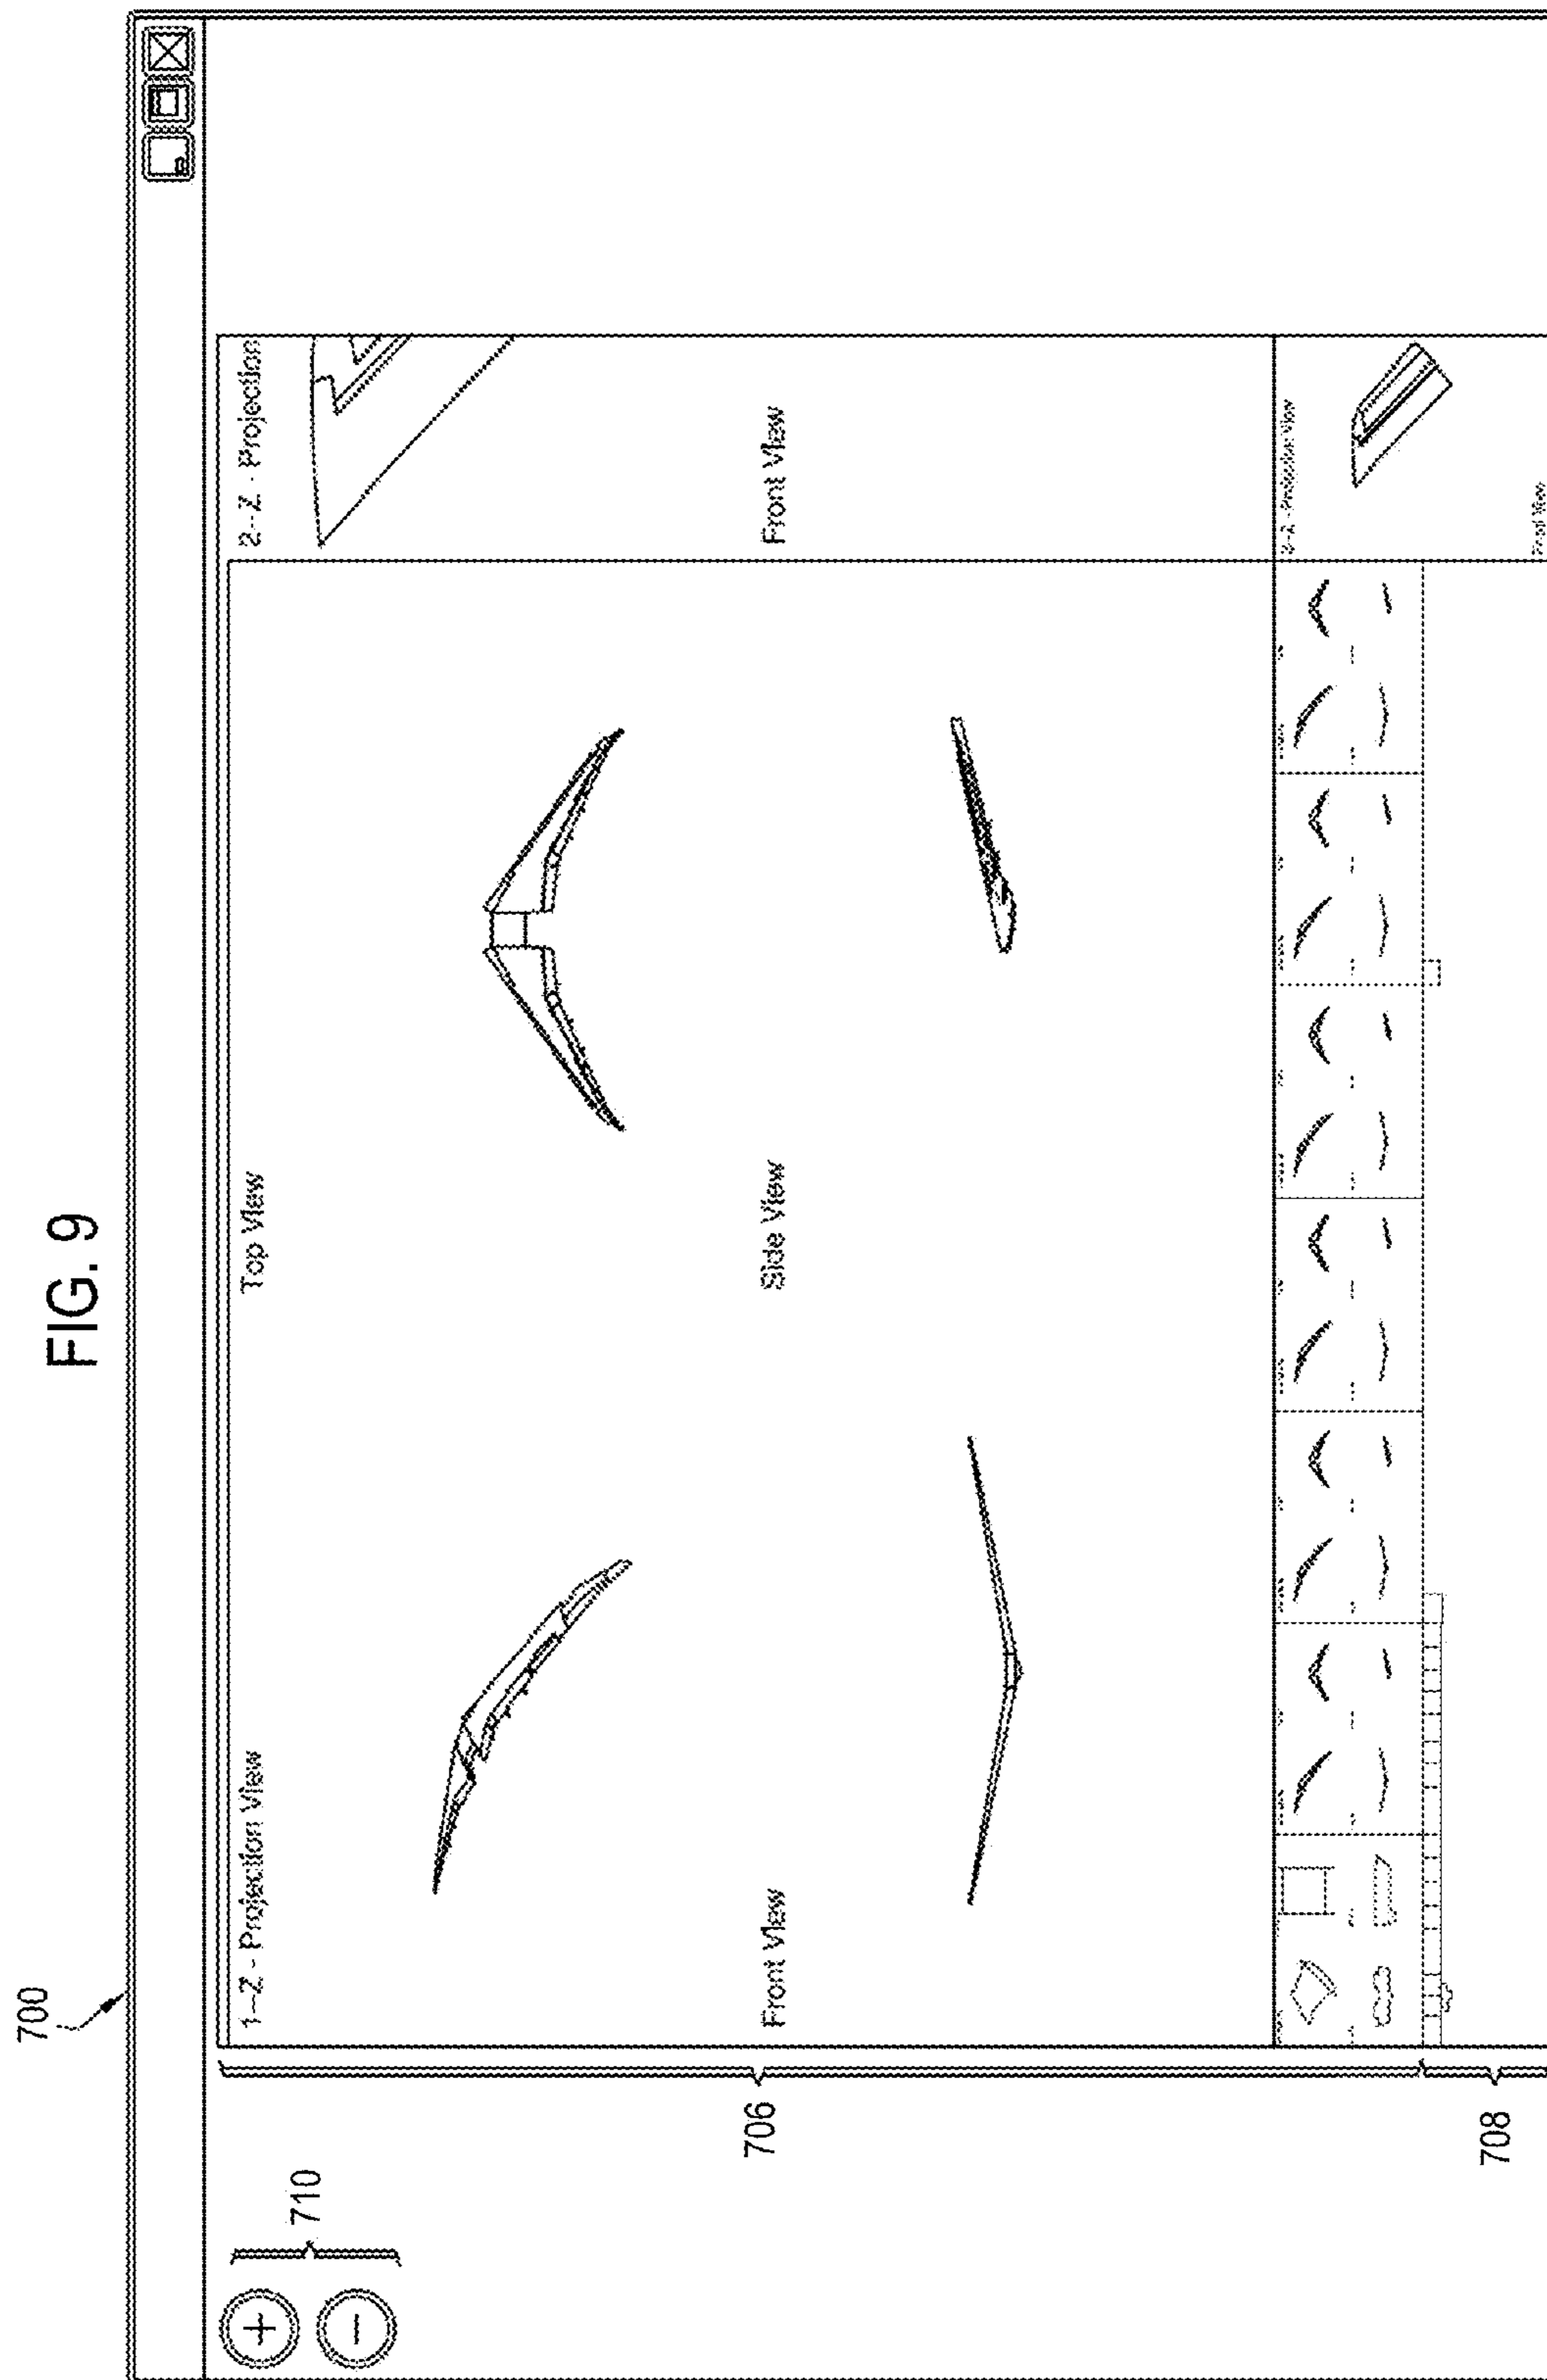 FIG. 9
700
710
+
−
706
708
1--Z - Projection View
Top View
2--Z - Projection
Front View
Side View
Front View